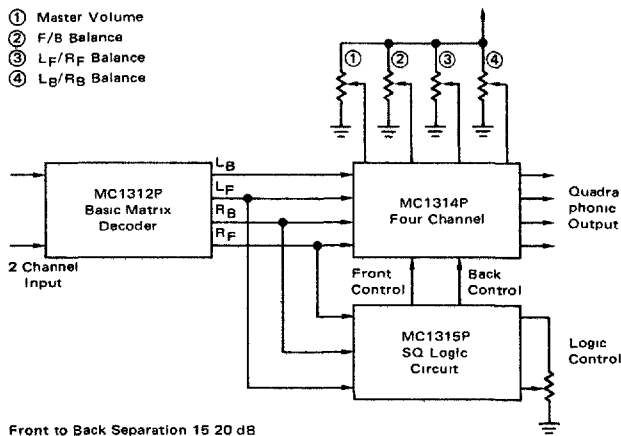 ① Master Volume
② F/B Balance
③ LF/RF Balance
④ LB/RB Balance
① ② ③ ④
LB
LF
RB
RF
MC1312P
Basic Matrix
Decoder
2 Channel
Input
MC1314P
Four Channel
Quadra
phonic
Output
Front
Control
Back
Control
MC1315P
SQ Logic
Circuit
Logic
Control
Front to Back Separation 15 20 dB